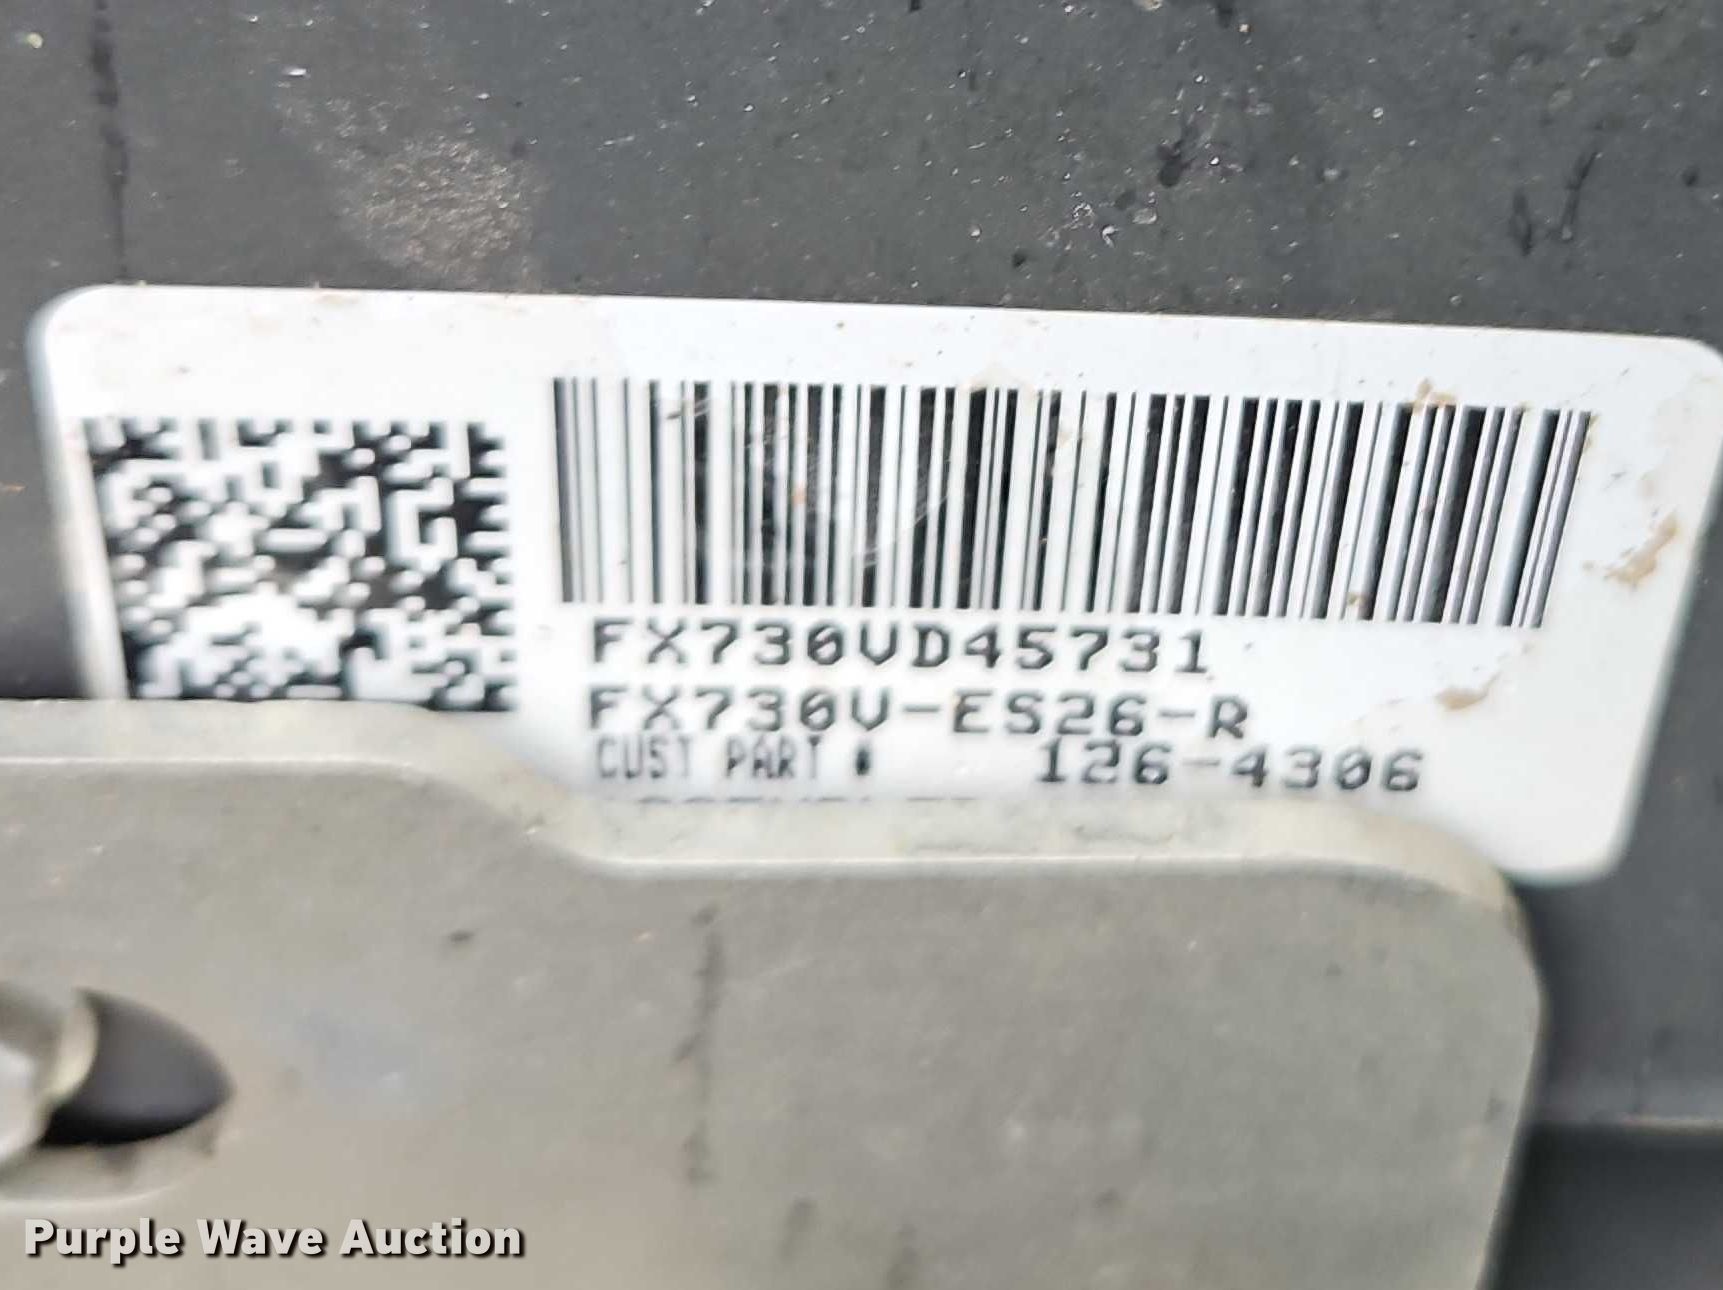 FX730VD45731
FX730V-ES26-R
CUST PART # 126-4306
Purple Wave Auction